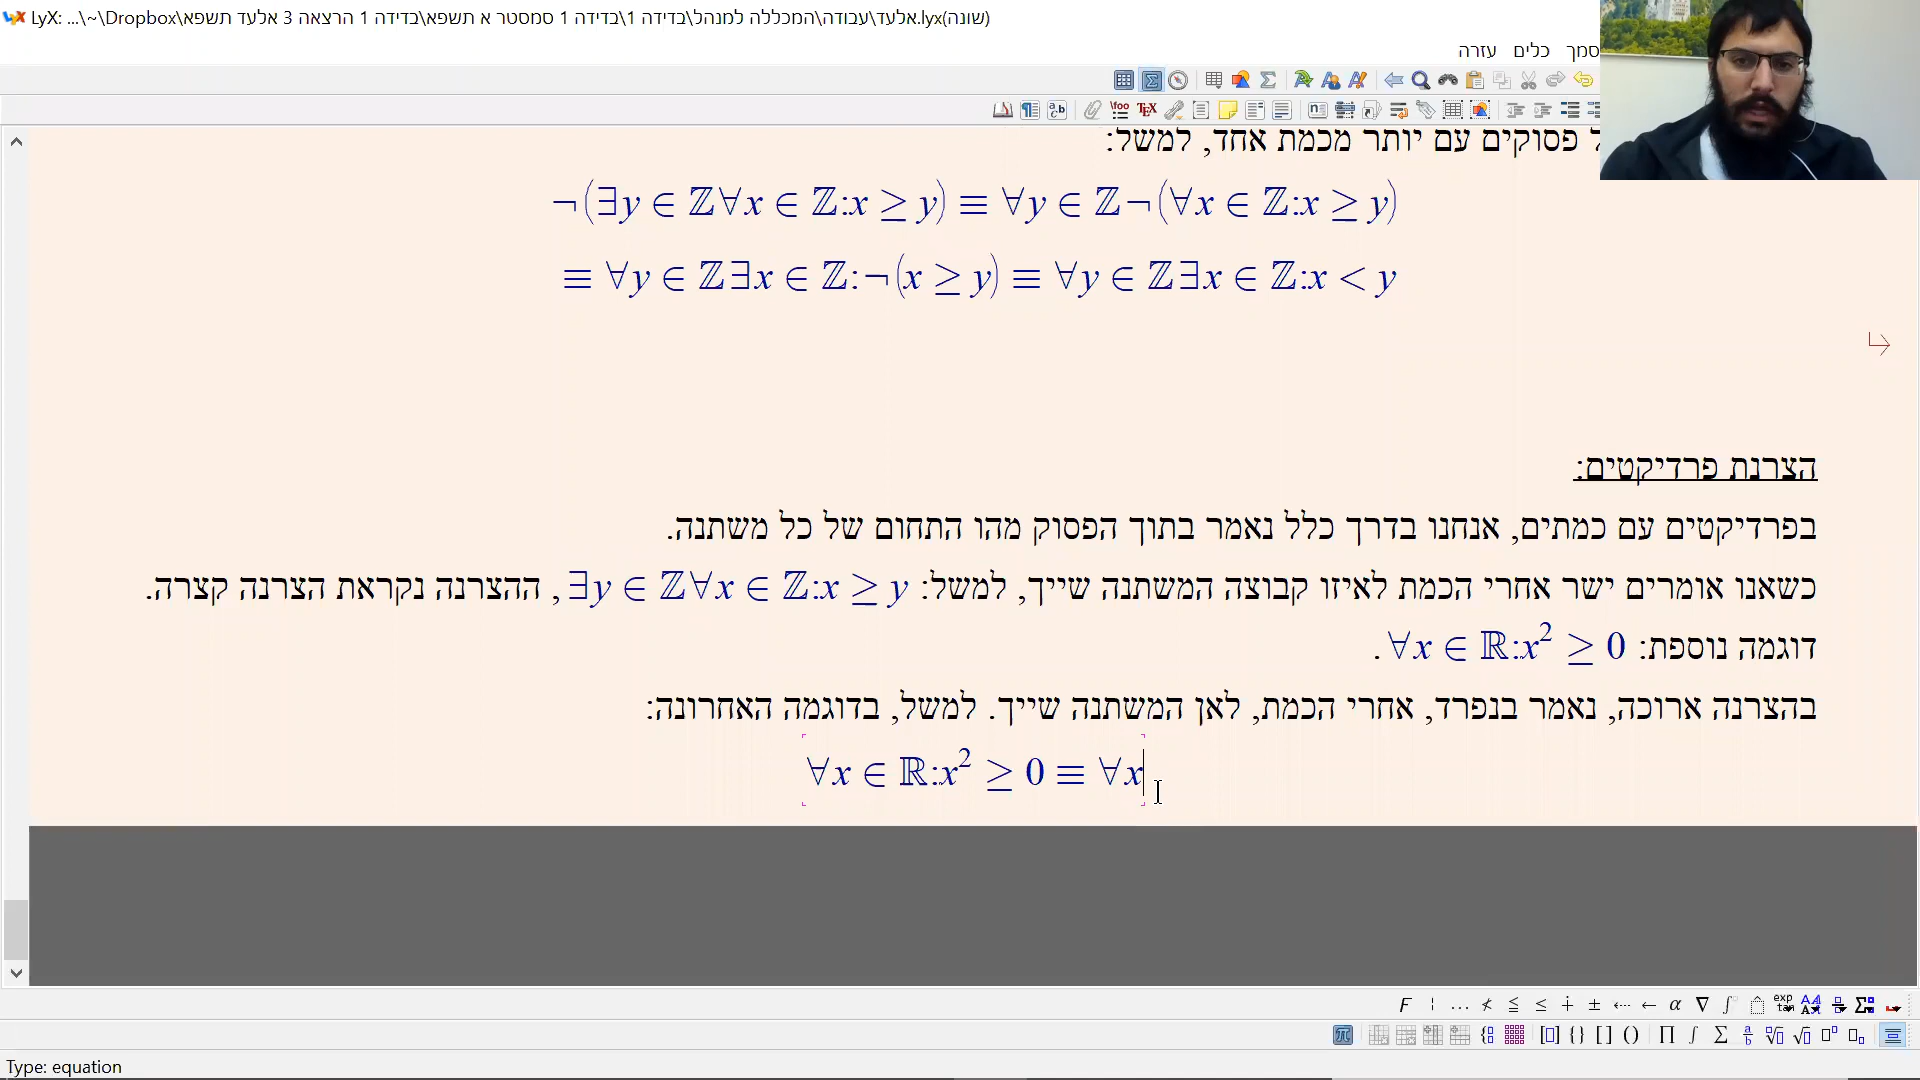 LyX: ...\~\Dropbox\אלעד\עבודה\המכללה למנהל\בדידה 1\בדידה 1 סמסטר א תשפא\בדידה 1 הרצאה 3 אלעד תשפא.lyx(שונה)
סמך כלים עזרה
פסוקים עם יותר מכמת אחד, למשל:
¬(∃y ∈ ℤ∀x ∈ ℤ:x ≥ y) ≡ ∀y ∈ ℤ¬(∀x ∈ ℤ:x ≥ y)
≡ ∀y ∈ ℤ∃x ∈ ℤ:¬(x ≥ y) ≡ ∀y ∈ ℤ∃x ∈ ℤ:x < y
הצרנת פרדיקטים:
בפרדיקטים עם כמתים, אנחנו בדרך כלל נאמר בתוך הפסוק מהו התחום של כל משתנה.
כשאנו אומרים ישר אחרי הכמת לאיזו קבוצה המשתנה שייך, למשל: ∃y ∈ ℤ∀x ∈ ℤ:x ≥ y, ההצרנה נקראת הצרנה קצרה.
דוגמה נוספת: ∀x ∈ ℝ:x² ≥ 0.
בהצרנה ארוכה, נאמר בנפרד, אחרי הכמת, לאן המשתנה שייך. למשל, בדוגמה האחרונה:
∀x ∈ ℝ:x² ≥ 0 ≡ ∀x
Type: equation